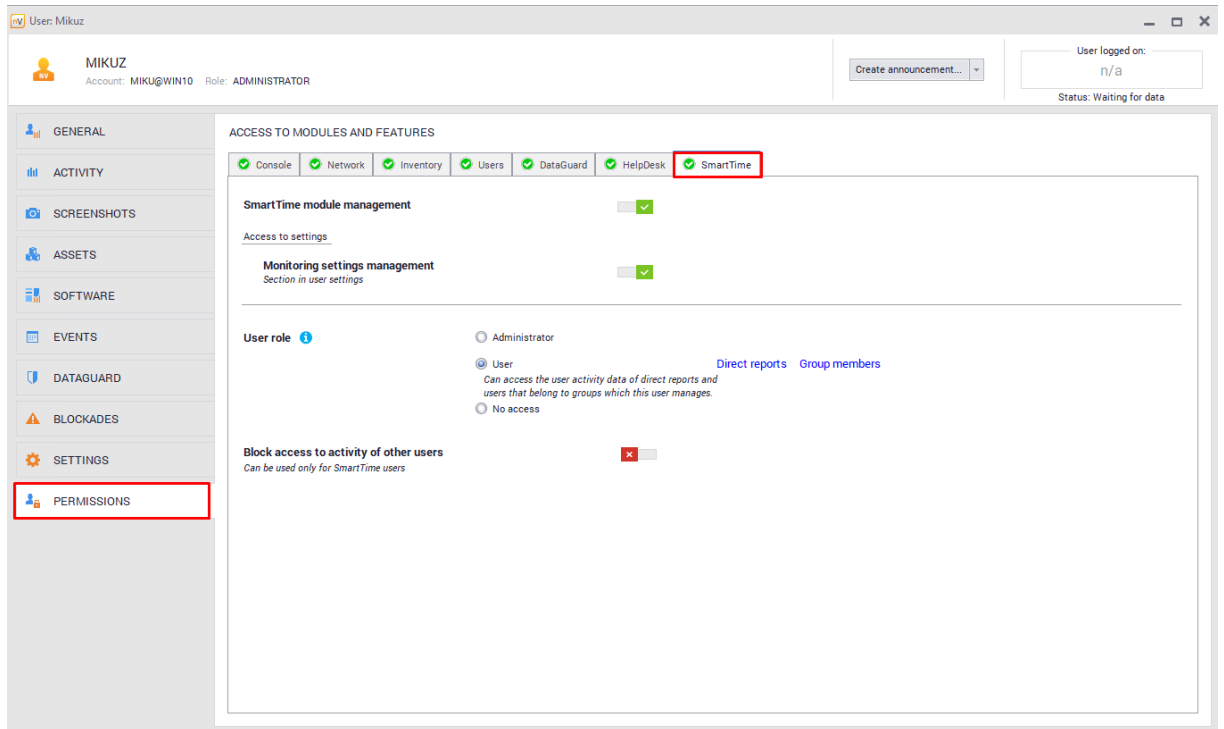 nV User: Mikuz
NV
MIKUZ
Account: MIKU@WIN10 Role: ADMINISTRATOR
Create announcement...
User logged on:
n/a
Status: Waiting for data
GENERAL
ACTIVITY
SCREENSHOTS
ASSETS
SOFTWARE
EVENTS
DATAGUARD
BLOCKADES
SETTINGS
PERMISSIONS
ACCESS TO MODULES AND FEATURES
Console Network Inventory Users DataGuard HelpDesk SmartTime
SmartTime module management
Access to settings
Monitoring settings management
Section in user settings
User role
Administrator
User Direct reports Group members
Can access the user activity data of direct reports and
users that belong to groups which this user manages.
No access
Block access to activity of other users
Can be used only for SmartTime users